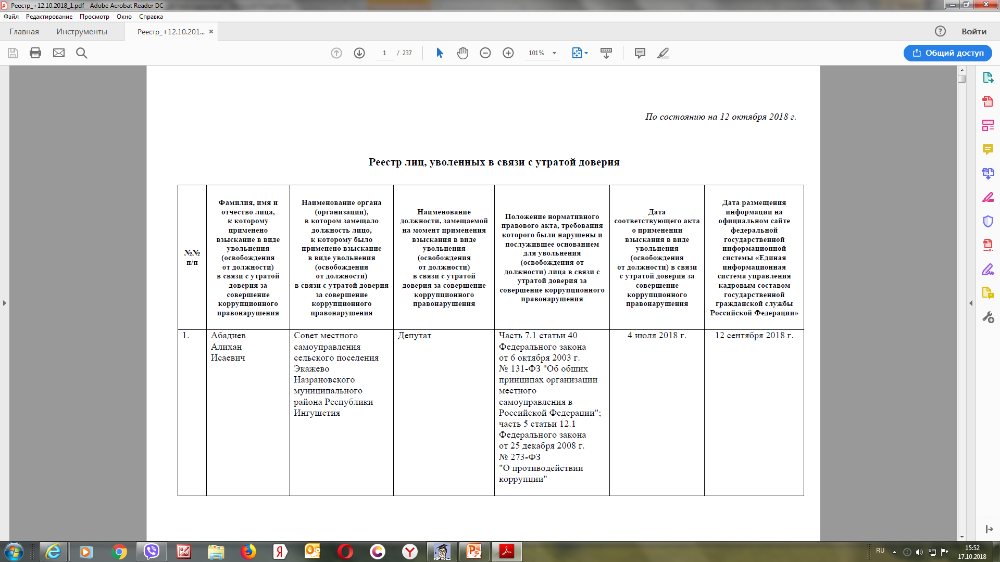 Реестр_+12.10.2018_1.pdf - Adobe Acrobat Reader DC
Файл Редактирование Просмотр Окно Справка
Главная Инструменты Реестр_+12.10.201... × Войти
1 / 237 101% Общий доступ
По состоянию на 12 октября 2018 г.
Реестр лиц, уволенных в связи с утратой доверия
№№
п/п
Фамилия, имя и
отчество лица,
к которому
применено
взыскание в виде
увольнения
(освобождения
от должности)
в связи с утратой
доверия за
совершение
коррупционного
правонарушения
Наименование органа
(организации),
в котором замещало
должность лицо,
к которому было
применено взыскание
в виде увольнения
(освобождения
от должности)
в связи с утратой доверия
за совершение
коррупционного
правонарушения
Наименование
должности, замещаемой
на момент применения
взыскания в виде
увольнения
(освобождения
от должности)
в связи с утратой
доверия за совершение
коррупционного
правонарушения
Положение нормативного
правового акта, требования
которого были нарушены и
послужившее основанием
для увольнения
(освобождения от
должности) лица в связи с
утратой доверия за
совершение коррупционного
правонарушения
Дата
соответствующего акта
о применении
взыскания в виде
увольнения
(освобождения
от должности) в связи
с утратой доверия за
совершение
коррупционного
правонарушения
Дата размещения
информации на
официальном сайте
федеральной
государственной
информационной
системы «Единая
информационная
система управления
кадровым составом
государственной
гражданской службы
Российской Федерации»
1.
Абадиев
Алихан
Исаевич
Совет местного
самоуправления
сельского поселения
Экажево
Назрановского
муниципального
района Республики
Ингушетия
Депутат
Часть 7.1 статьи 40
Федерального закона
от 6 октября 2003 г.
№ 131-ФЗ "Об общих
принципах организации
местного
самоуправления в
Российской Федерации";
часть 5 статьи 12.1
Федерального закона
от 25 декабря 2008 г.
№ 273-ФЗ
"О противодействии
коррупции"
4 июля 2018 г.
12 сентября 2018 г.
RU
15:52
17.10.2018